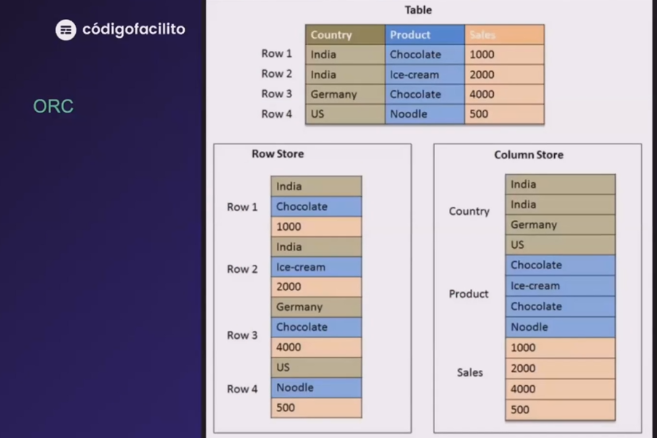 códigofacilito
ORC
Table
Country Product Sales
Row 1 India Chocolate 1000
Row 2 India Ice-cream 2000
Row 3 Germany Chocolate 4000
Row 4 US Noodle 500
Row Store
India
Row 1 Chocolate
1000
India
Row 2 Ice-cream
2000
Germany
Row 3 Chocolate
4000
US
Row 4 Noodle
500
Column Store
India
Country India
Germany
US
Chocolate
Product Ice-cream
Chocolate
Noodle
1000
Sales 2000
4000
500